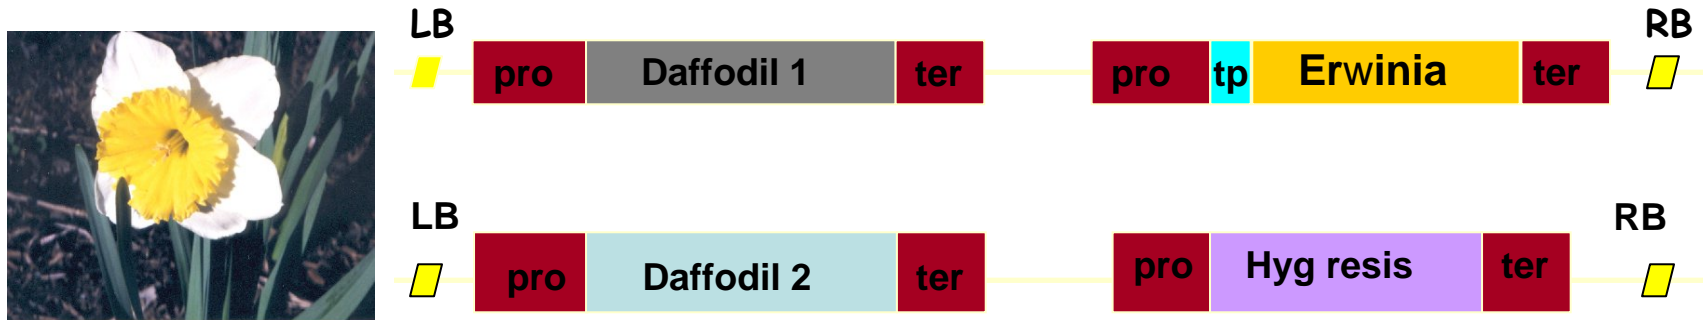 LB RB
pro Daffodil 1 ter pro tp Erwinia ter
LB RB
pro Daffodil 2 ter pro Hyg resis ter